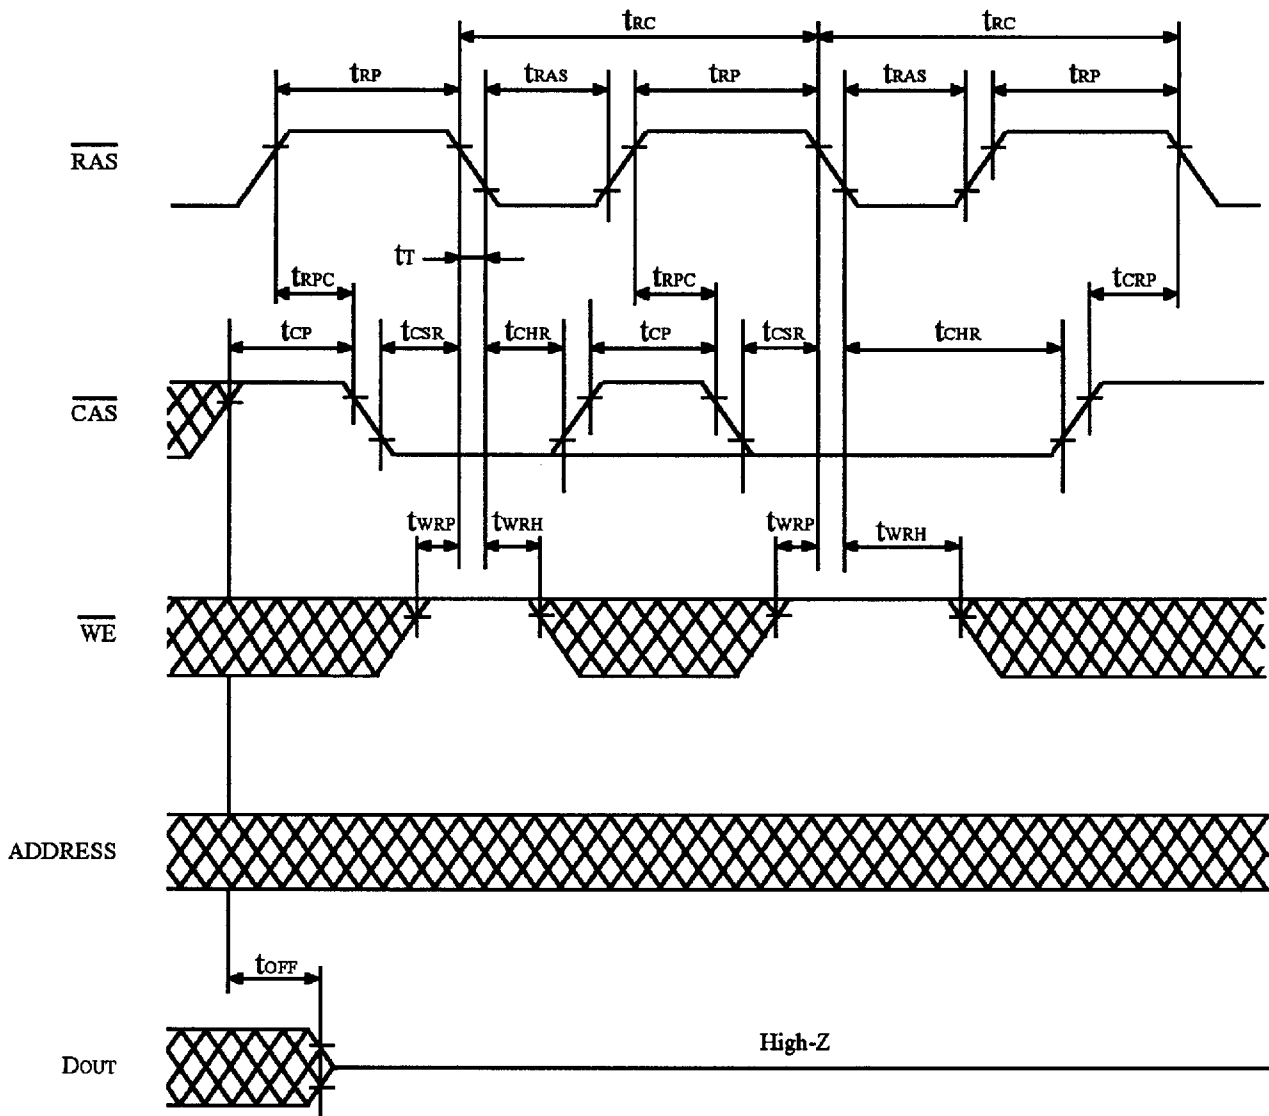 tRC tRC
tRP tRAS tRP tRAS tRP
RAS
tT
tRPC tRPC tCRP
tCP tCSR tCHR tCP tCSR tCHR
CAS
tWRP tWRH tWRP tWRH
WE
ADDRESS
tOFF
High-Z
DOUT